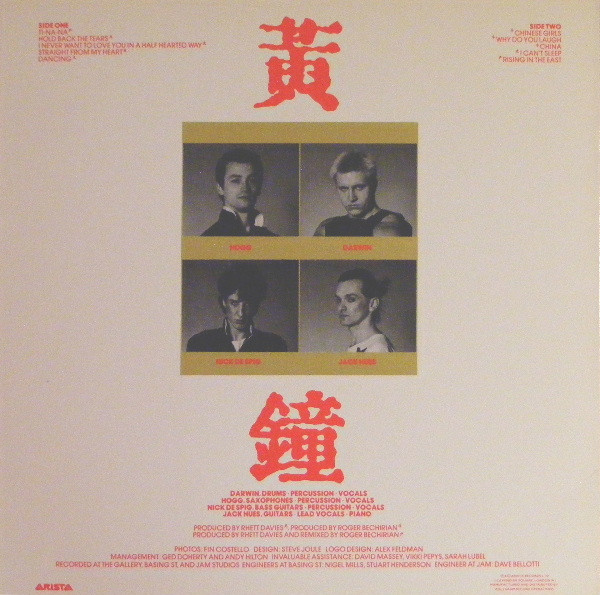 SIDE ONE
TI-NA-NA
HOLD BACK THE TEARS
I NEVER WANT TO LOVE YOU IN A HALF HEARTED WAY
STRAIGHT FROM MY HEART
DANCING
SIDE TWO
CHINESE GIRLS
WHY DO YOU LAUGH
CHINA
I CAN'T SLEEP
RISING IN THE EAST
黃
HOGG
DARWIN
NICK DE SPIG
JACK HUES
鐘
DARWIN. DRUMS · PERCUSSION · VOCALS
HOGG. SAXOPHONES · PERCUSSION · VOCALS
NICK DE SPIG. BASS GUITARS · PERCUSSION · VOCALS
JACK HUES. GUITARS · LEAD VOCALS · PIANO
PRODUCED BY RHETT DAVIES. PRODUCED BY ROGER BECHIRIAN
PRODUCED BY RHETT DAVIES AND REMIXED BY ROGER BECHIRIAN
PHOTOS: FIN COSTELLO DESIGN: STEVE JOULE LOGO DESIGN: ALEX FELDMAN
MANAGEMENT: GED DOHERTY AND ANDY HILTON INVALUABLE ASSISTANCE: DAVID MASSEY, VIKKI PEPYS, SARAH LUBEL
RECORDED AT THE GALLERY, BASING ST. AND JAM STUDIOS ENGINEERS AT BASING ST: NIGEL MILLS, STUART HENDERSON ENGINEER AT JAM: DAVE BELLOTTI
ARISTA